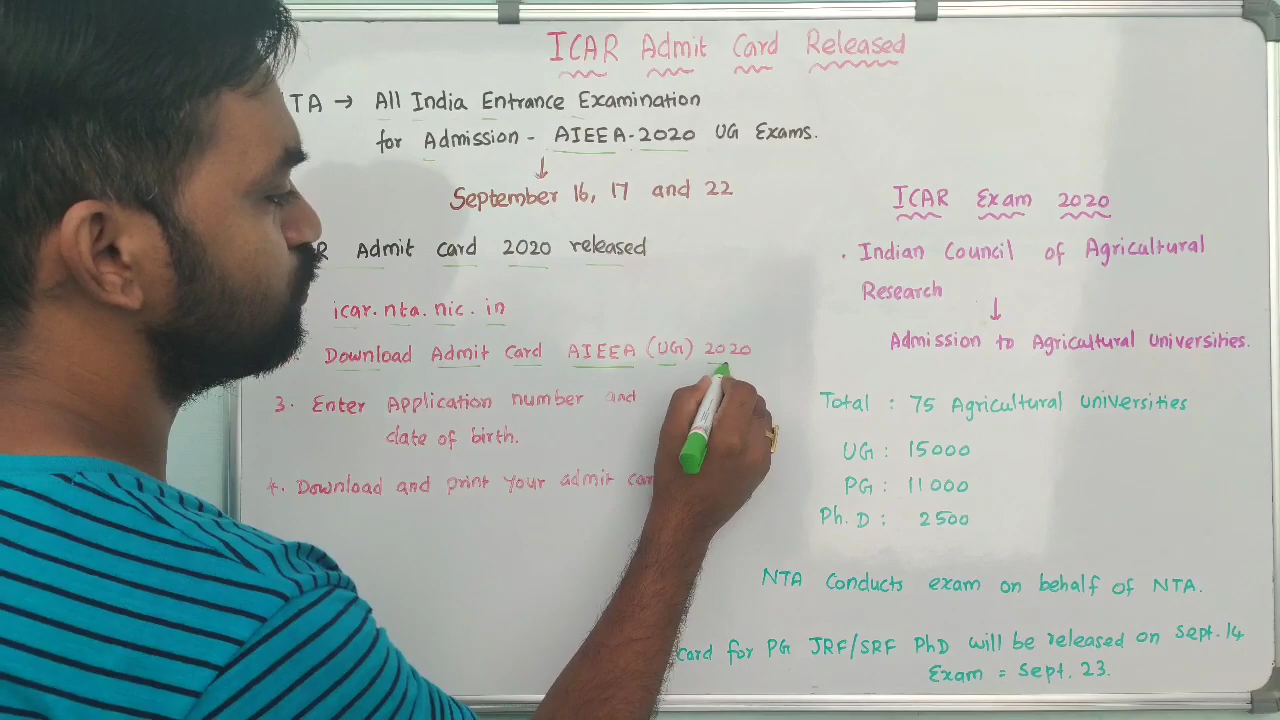 ICAR Admit Card Released
TA → All India Entrance Examination
for Admission - AIEEA-2020 UG Exams.
↓
September 16, 17 and 22
R Admit card 2020 released
icar.nta.nic.in
Download Admit Card AIEEA (UG) 2020
3. Enter Application number and
date of birth.
4. Download and print your admit car
ICAR Exam 2020
. Indian Council of Agricultural
Research
↓
Admission to Agricultural Universities.
Total : 75 Agricultural universities
UG : 15000
PG : 11000
Ph.D : 2500
NTA conducts exam on behalf of NTA.
card for PG JRF/SRF PhD will be released on Sept. 14
Exam = Sept. 23.